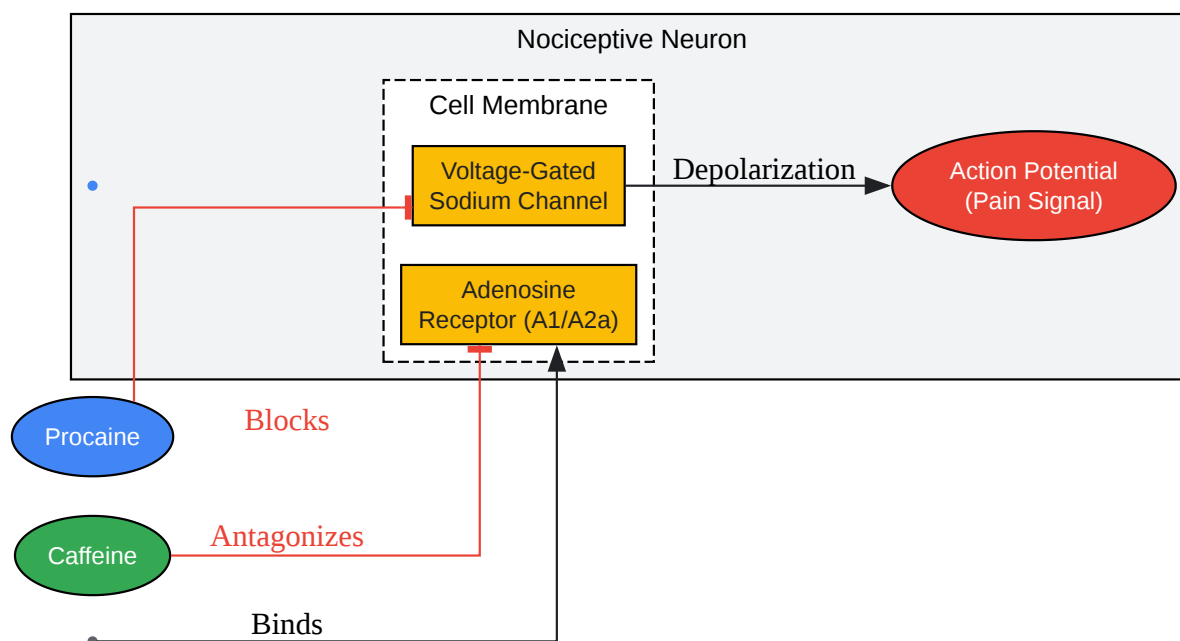 Nociceptive Neuron
Cell Membrane
Voltage-Gated
Sodium Channel
Depolarization
Action Potential
(Pain Signal)
Adenosine
Receptor (A1/A2a)
Procaine
Blocks
Caffeine
Antagonizes
Binds